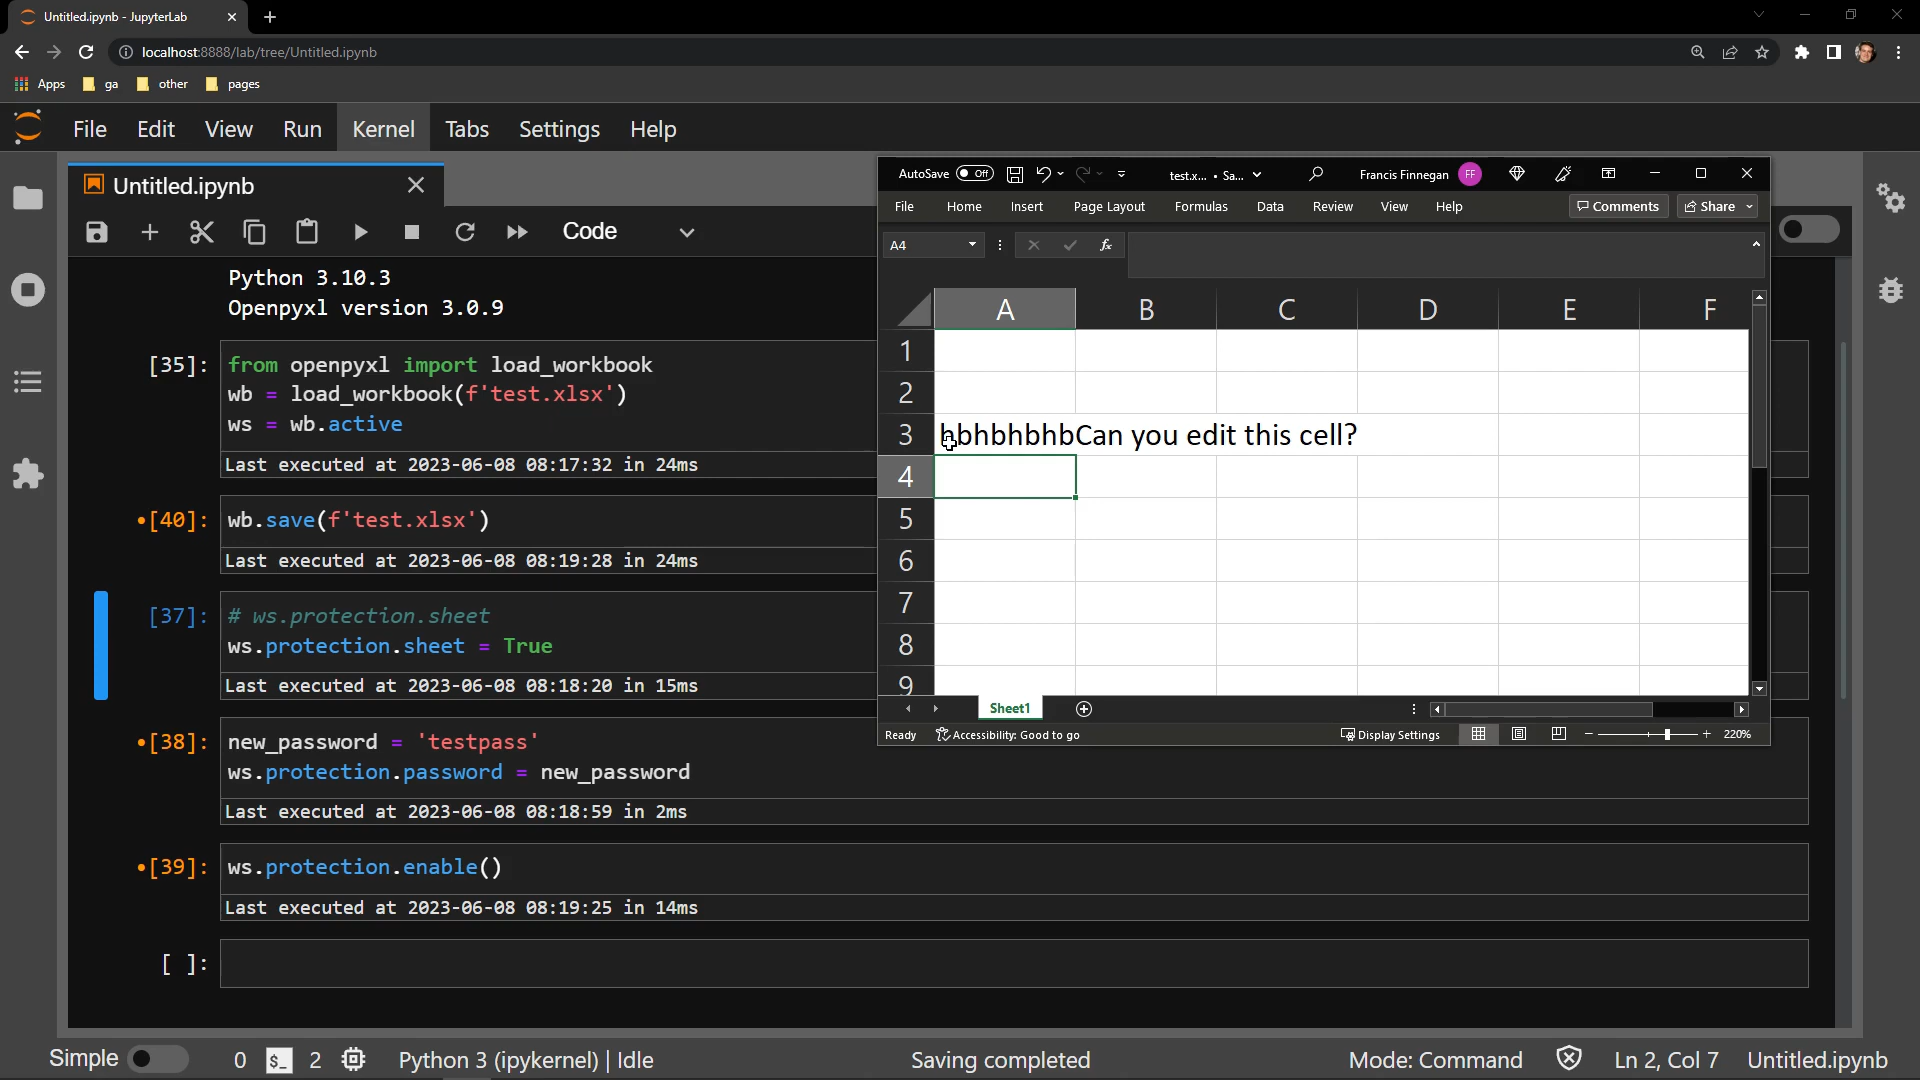 Untitled.ipynb - JupyterLab
localhost:8888/lab/tree/Untitled.ipynb
Apps ga other pages
File Edit View Run Kernel Tabs Settings Help
Untitled.ipynb
Code
Python 3.10.3
Openpyxl version 3.0.9
[35]: from openpyxl import load_workbook
wb = load_workbook(f'test.xlsx')
ws = wb.active
Last executed at 2023-06-08 08:17:32 in 24ms
•[40]: wb.save(f'test.xlsx')
Last executed at 2023-06-08 08:19:28 in 24ms
[37]: # ws.protection.sheet
ws.protection.sheet = True
Last executed at 2023-06-08 08:18:20 in 15ms
•[38]: new_password = 'testpass'
ws.protection.password = new_password
Last executed at 2023-06-08 08:18:59 in 2ms
•[39]: ws.protection.enable()
Last executed at 2023-06-08 08:19:25 in 14ms
[ ]:
AutoSave Off test.x... • Sa... Francis Finnegan FF
File Home Insert Page Layout Formulas Data Review View Help Comments Share
A4 fx
A B C D E F
1
2
3 hbhbhbhbCan you edit this cell?
4
5
6
7
8
9
Sheet1
Ready Accessibility: Good to go Display Settings 220%
Simple 0 $_ 2 Python 3 (ipykernel) | Idle Saving completed Mode: Command Ln 2, Col 7 Untitled.ipynb